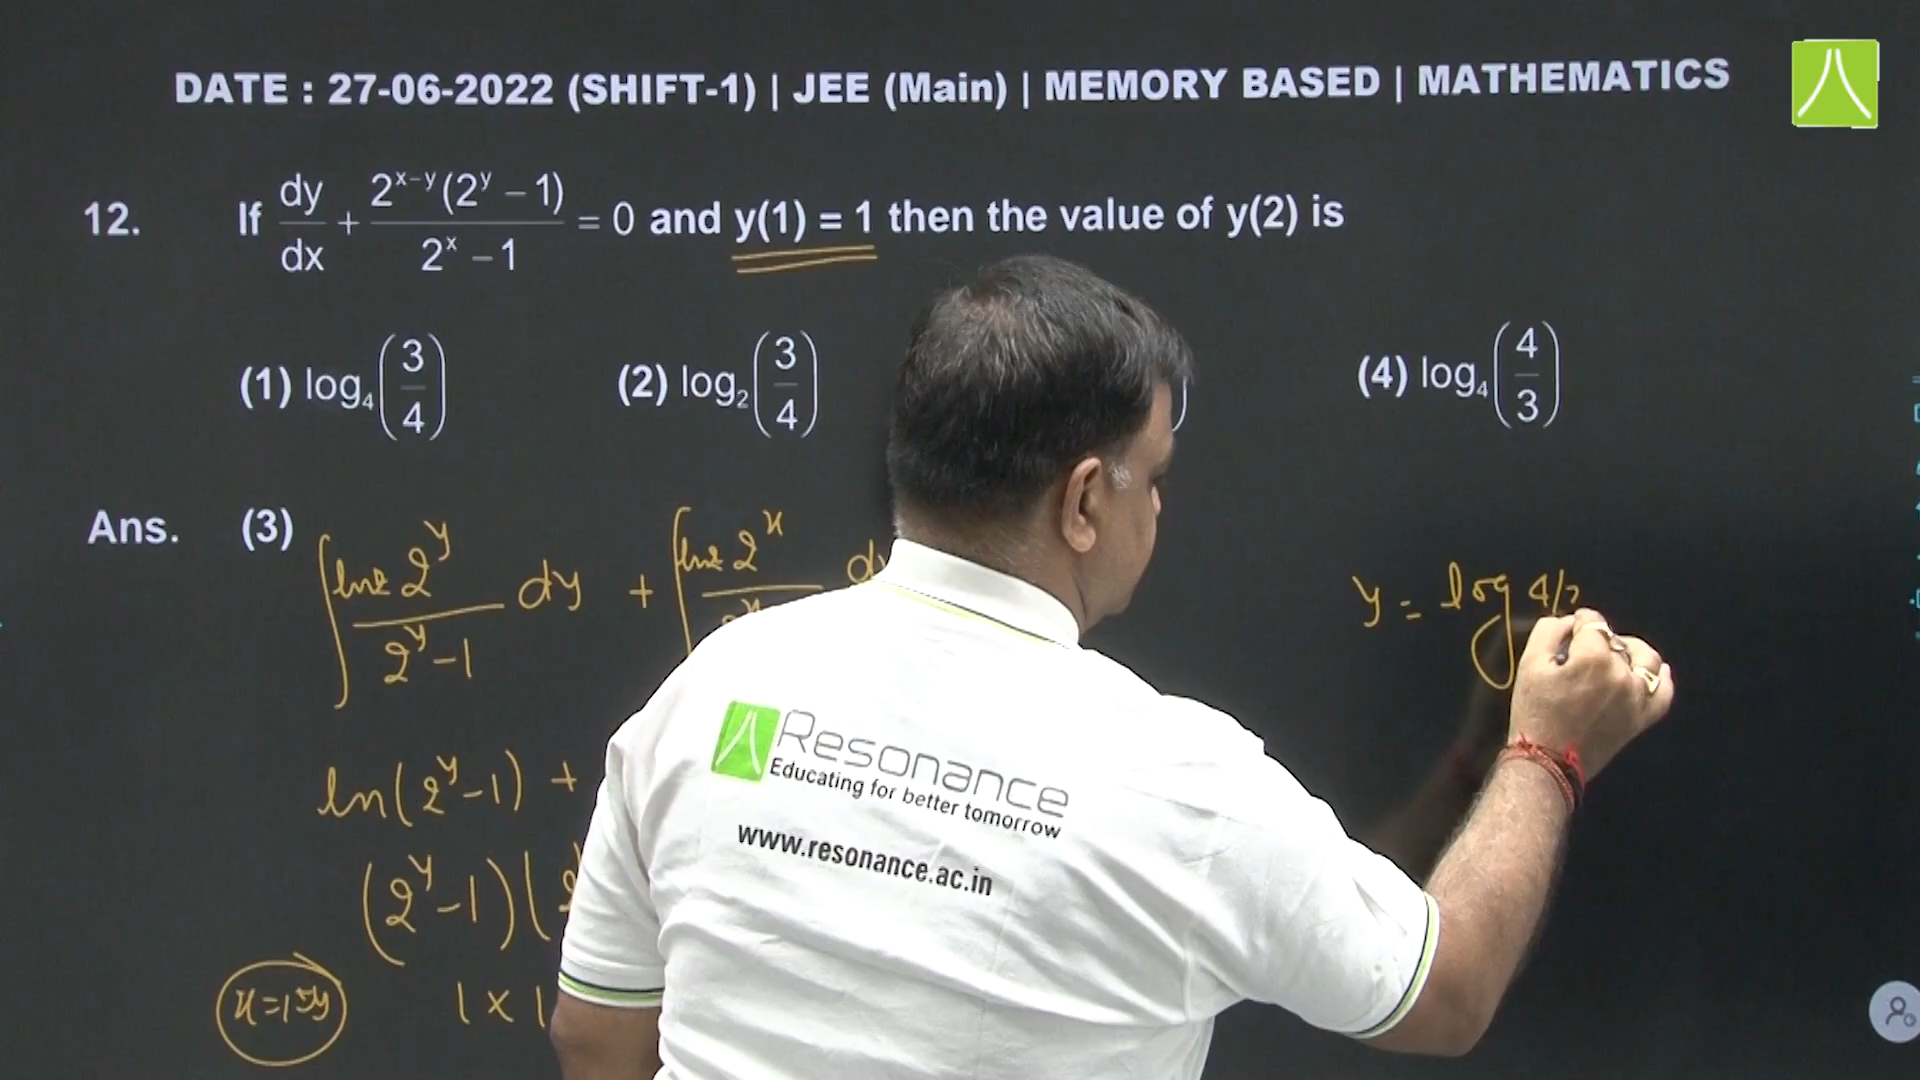 DATE : 27-06-2022 (SHIFT-1) | JEE (Main) | MEMORY BASED | MATHEMATICS
12. If dy/dx + 2^(x-y)(2^y - 1)/(2^x - 1) = 0 and y(1) = 1 then the value of y(2) is
(1) log₄(3/4) (2) log₂(3/4) ) (4) log₄(4/3)
Ans. (3)
∫ ln2 2^y/(2^y-1) dy + ∫ ln2 2^x
y = log 4/
ln(2^y-1) +
(2^y-1)(
x=1=y 1 x 1
Resonance
Educating for better tomorrow
www.resonance.ac.in